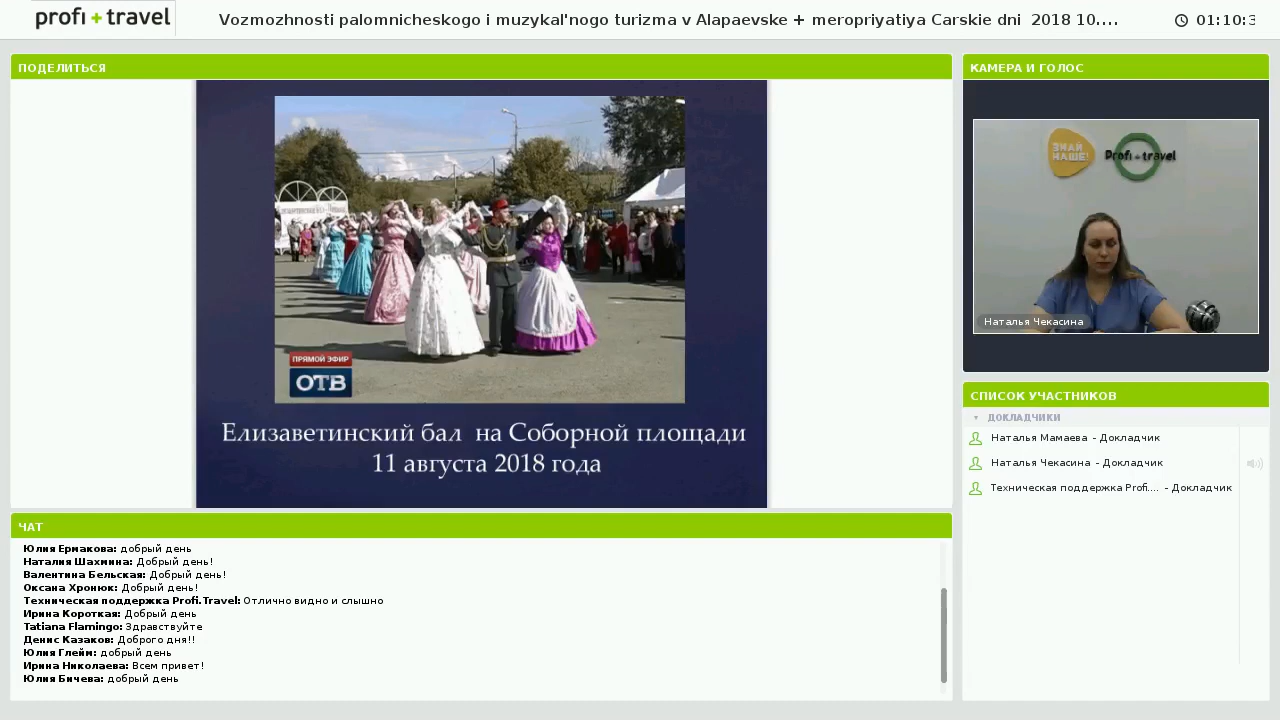 profi + travel
Vozmozhnosti palomnicheskogo i muzykal'nogo turizma v Alapaevske + meropriyatiya Carskie dni 2018 10....
01:10:3
ПОДЕЛИТЬСЯ
ПРЯМОЙ ЭФИР
ОТВ
Елизаветинский бал на Соборной площади
11 августа 2018 года
КАМЕРА И ГОЛОС
ЗНАЙ
НАШЕ!
Profi+travel
Наталья Чекасина
СПИСОК УЧАСТНИКОВ
ДОКЛАДЧИКИ
Наталья Мамаева - Докладчик
Наталья Чекасина - Докладчик
Техническая поддержка Profi.... - Докладчик
ЧАТ
Юлия Ермакова: добрый день
Наталия Шахмина: Добрый день!
Валентина Бельская: Добрый день!
Оксана Хронюк: Добрый день!
Техническая поддержка Profi.Travel: Отлично видно и слышно
Ирина Короткая: Добрый день
Tatiana Flamingo: Здравствуйте
Денис Казаков: Доброго дня!!
Юлия Глейм: добрый день
Ирина Николаева: Всем привет!
Юлия Бичева: добрый день